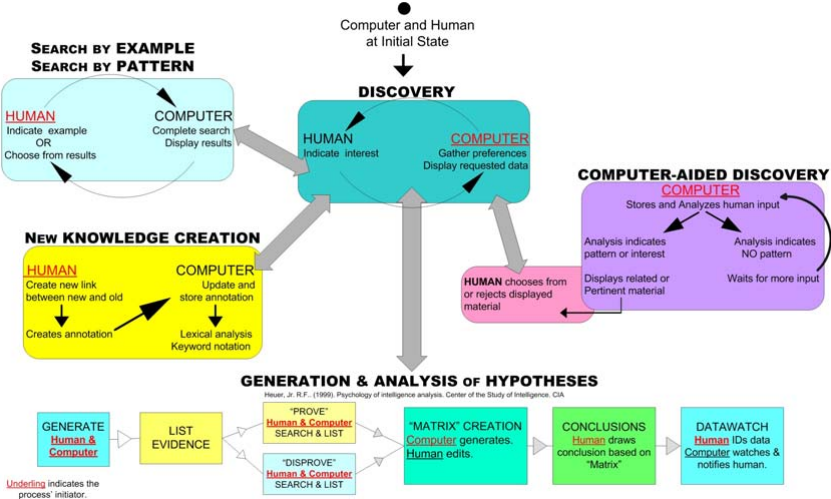 Computer and Human
at Initial State
SEARCH BY EXAMPLE
SEARCH BY PATTERN
HUMAN
Indicate example
OR
Choose from results
COMPUTER
Complete search
Display results
DISCOVERY
HUMAN
Indicate interest
COMPUTER
Gather preferences
Display requested data
COMPUTER-AIDED DISCOVERY
COMPUTER
Stores and Analyzes human input
Analysis indicates
pattern or interest
Displays related or
Pertinent material
Analysis indicates
NO pattern
Waits for more input
HUMAN chooses from
or rejects displayed
material
NEW KNOWLEDGE CREATION
HUMAN
Create new link
between new and old
Creates annotation
COMPUTER
Update and
store annotation
Lexical analysis
Keyword notation
GENERATION & ANALYSIS OF HYPOTHESES
Heuer, Jr. R.F.. (1999). Psychology of intelligence analysis. Center of the Study of Intelligence. CIA
GENERATE
Human &
Computer
LIST
EVIDENCE
"PROVE"
Human & Computer
SEARCH & LIST
"DISPROVE"
Human & Computer
SEARCH & LIST
"MATRIX" CREATION
Computer generates.
Human edits.
CONCLUSIONS
Human draws
conclusion based on
"Matrix"
DATAWATCH
Human IDs data
Computer watches &
notifies human.
Underling indicates the
process' initiator.